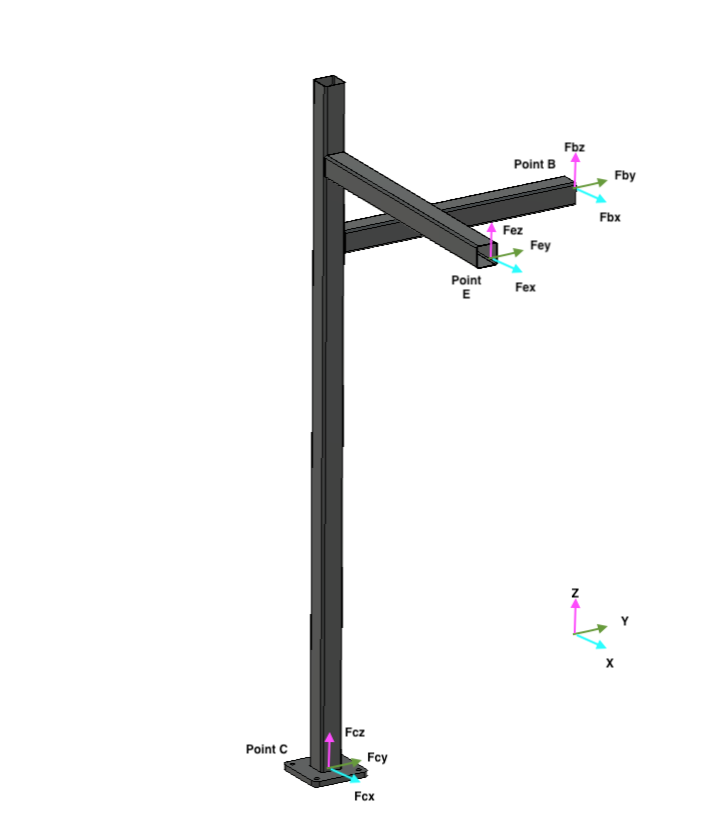 Fbz
Point B
Fby
Fbx
Fez
Fey
Point
E
Fex
Z
Y
X
Fcz
Point C
Fcy
Fcx